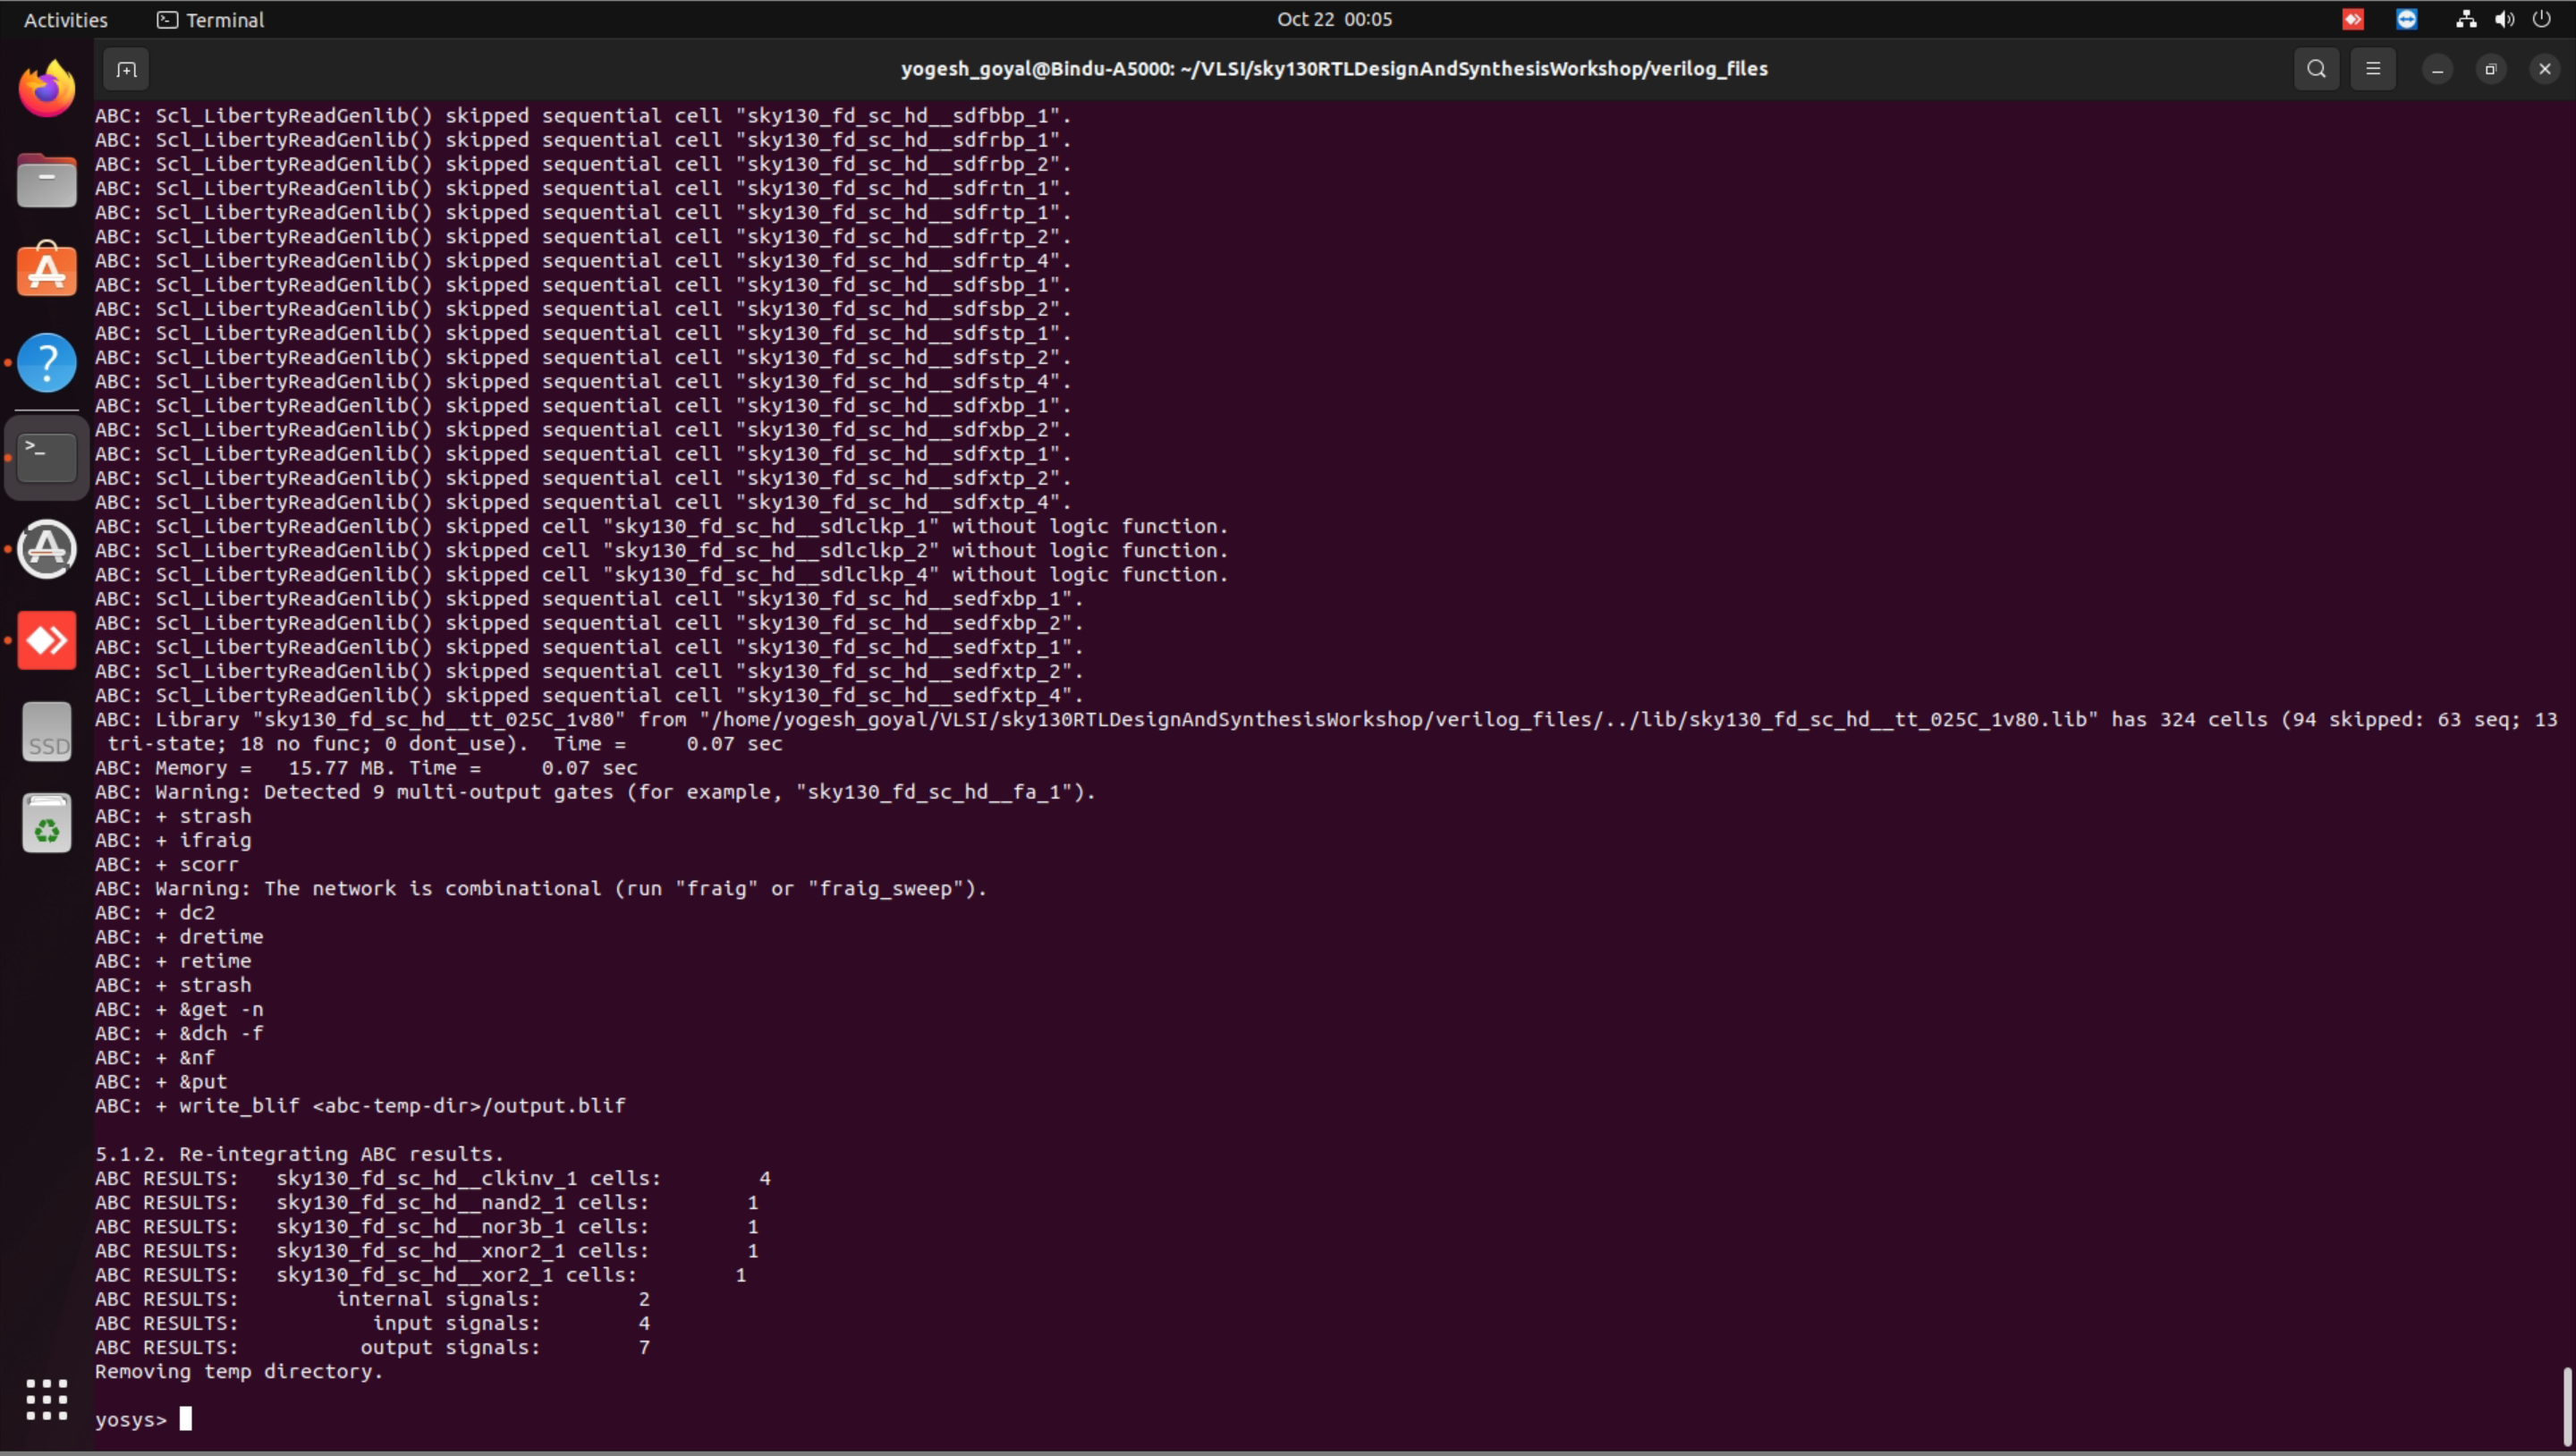 Activities Terminal Oct 22 00:05
yogesh_goyal@Bindu-A5000: ~/VLSI/sky130RTLDesignAndSynthesisWorkshop/verilog_files
ABC: Scl_LibertyReadGenlib() skipped sequential cell "sky130_fd_sc_hd__sdfbbp_1".
ABC: Scl_LibertyReadGenlib() skipped sequential cell "sky130_fd_sc_hd__sdfrbp_1".
ABC: Scl_LibertyReadGenlib() skipped sequential cell "sky130_fd_sc_hd__sdfrbp_2".
ABC: Scl_LibertyReadGenlib() skipped sequential cell "sky130_fd_sc_hd__sdfrtn_1".
ABC: Scl_LibertyReadGenlib() skipped sequential cell "sky130_fd_sc_hd__sdfrtp_1".
ABC: Scl_LibertyReadGenlib() skipped sequential cell "sky130_fd_sc_hd__sdfrtp_2".
ABC: Scl_LibertyReadGenlib() skipped sequential cell "sky130_fd_sc_hd__sdfrtp_4".
ABC: Scl_LibertyReadGenlib() skipped sequential cell "sky130_fd_sc_hd__sdfsbp_1".
ABC: Scl_LibertyReadGenlib() skipped sequential cell "sky130_fd_sc_hd__sdfsbp_2".
ABC: Scl_LibertyReadGenlib() skipped sequential cell "sky130_fd_sc_hd__sdfstp_1".
ABC: Scl_LibertyReadGenlib() skipped sequential cell "sky130_fd_sc_hd__sdfstp_2".
ABC: Scl_LibertyReadGenlib() skipped sequential cell "sky130_fd_sc_hd__sdfstp_4".
ABC: Scl_LibertyReadGenlib() skipped sequential cell "sky130_fd_sc_hd__sdfxbp_1".
ABC: Scl_LibertyReadGenlib() skipped sequential cell "sky130_fd_sc_hd__sdfxbp_2".
ABC: Scl_LibertyReadGenlib() skipped sequential cell "sky130_fd_sc_hd__sdfxtp_1".
ABC: Scl_LibertyReadGenlib() skipped sequential cell "sky130_fd_sc_hd__sdfxtp_2".
ABC: Scl_LibertyReadGenlib() skipped sequential cell "sky130_fd_sc_hd__sdfxtp_4".
ABC: Scl_LibertyReadGenlib() skipped cell "sky130_fd_sc_hd__sdlclkp_1" without logic function.
ABC: Scl_LibertyReadGenlib() skipped cell "sky130_fd_sc_hd__sdlclkp_2" without logic function.
ABC: Scl_LibertyReadGenlib() skipped cell "sky130_fd_sc_hd__sdlclkp_4" without logic function.
ABC: Scl_LibertyReadGenlib() skipped sequential cell "sky130_fd_sc_hd__sedfxbp_1".
ABC: Scl_LibertyReadGenlib() skipped sequential cell "sky130_fd_sc_hd__sedfxbp_2".
ABC: Scl_LibertyReadGenlib() skipped sequential cell "sky130_fd_sc_hd__sedfxtp_1".
ABC: Scl_LibertyReadGenlib() skipped sequential cell "sky130_fd_sc_hd__sedfxtp_2".
ABC: Scl_LibertyReadGenlib() skipped sequential cell "sky130_fd_sc_hd__sedfxtp_4".
ABC: Library "sky130_fd_sc_hd__tt_025C_1v80" from "/home/yogesh_goyal/VLSI/sky130RTLDesignAndSynthesisWorkshop/verilog_files/../lib/sky130_fd_sc_hd__tt_025C_1v80.lib" has 324 cells (94 skipped: 63 seq; 13
tri-state; 18 no func; 0 dont_use). Time = 0.07 sec
ABC: Memory = 15.77 MB. Time = 0.07 sec
ABC: Warning: Detected 9 multi-output gates (for example, "sky130_fd_sc_hd__fa_1").
ABC: + strash
ABC: + ifraig
ABC: + scorr
ABC: Warning: The network is combinational (run "fraig" or "fraig_sweep").
ABC: + dc2
ABC: + dretime
ABC: + retime
ABC: + strash
ABC: + &get -n
ABC: + &dch -f
ABC: + &nf
ABC: + &put
ABC: + write_blif <abc-temp-dir>/output.blif
5.1.2. Re-integrating ABC results.
ABC RESULTS: sky130_fd_sc_hd__clkinv_1 cells: 4
ABC RESULTS: sky130_fd_sc_hd__nand2_1 cells: 1
ABC RESULTS: sky130_fd_sc_hd__nor3b_1 cells: 1
ABC RESULTS: sky130_fd_sc_hd__xnor2_1 cells: 1
ABC RESULTS: sky130_fd_sc_hd__xor2_1 cells: 1
ABC RESULTS: internal signals: 2
ABC RESULTS: input signals: 4
ABC RESULTS: output signals: 7
Removing temp directory.
yosys>
SSD